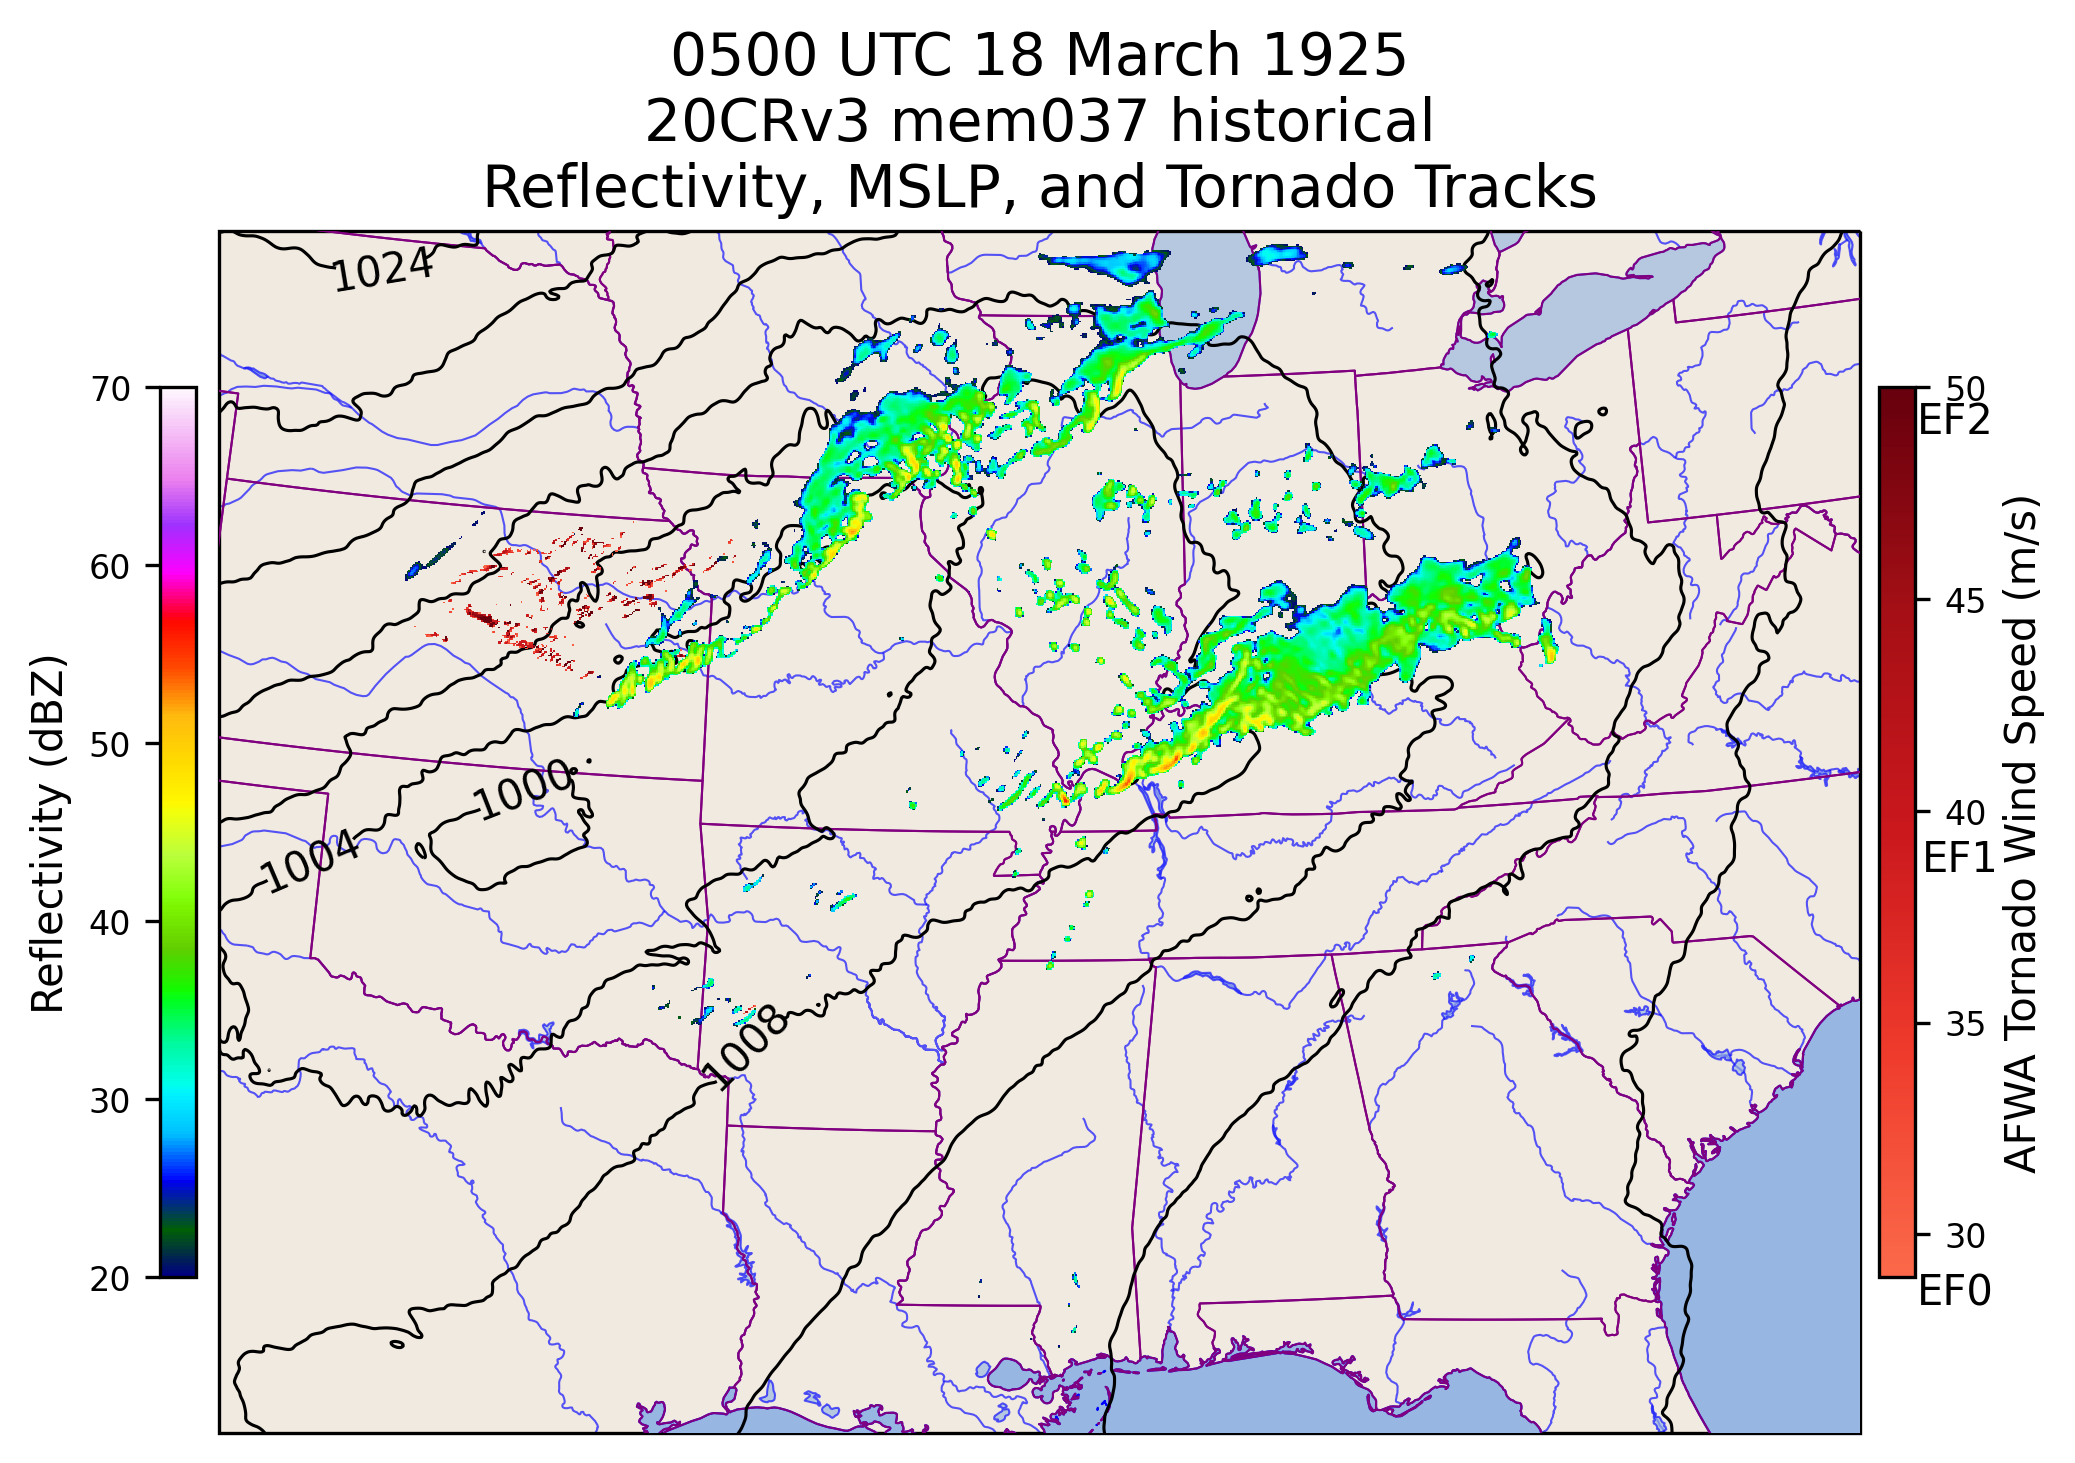 0500 UTC 18 March 1925
20CRv3 mem037 historical
Reflectivity, MSLP, and Tornado Tracks
1024
1000
1004
1008
Reflectivity (dBZ)
70
60
50
40
30
20
50
EF2
45
40
EF1
35
30
EF0
AFWA Tornado Wind Speed (m/s)